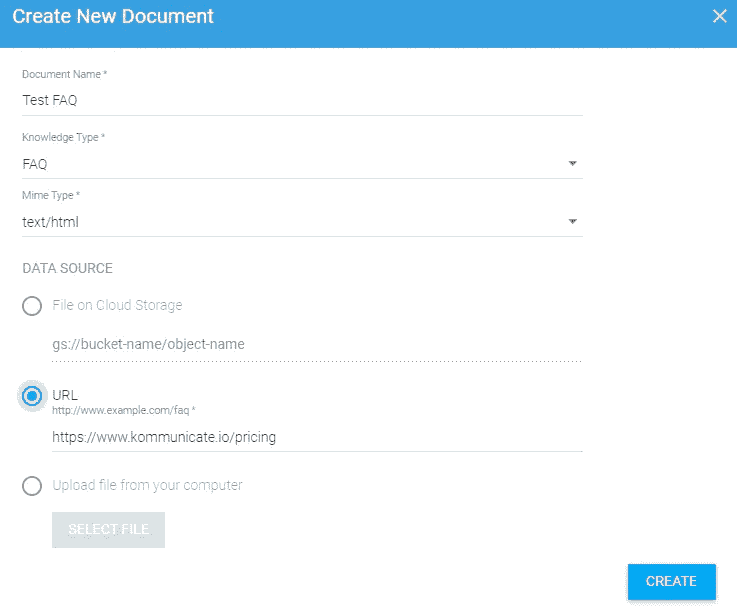 Create New Document
Document Name *
Test FAQ
Knowledge Type *
FAQ
Mime Type *
text/html
DATA SOURCE
File on Cloud Storage
gs://bucket-name/object-name
URL
http://www.example.com/faq *
https://www.kommunicate.io/pricing
Upload file from your computer
SELECT FILE
CREATE